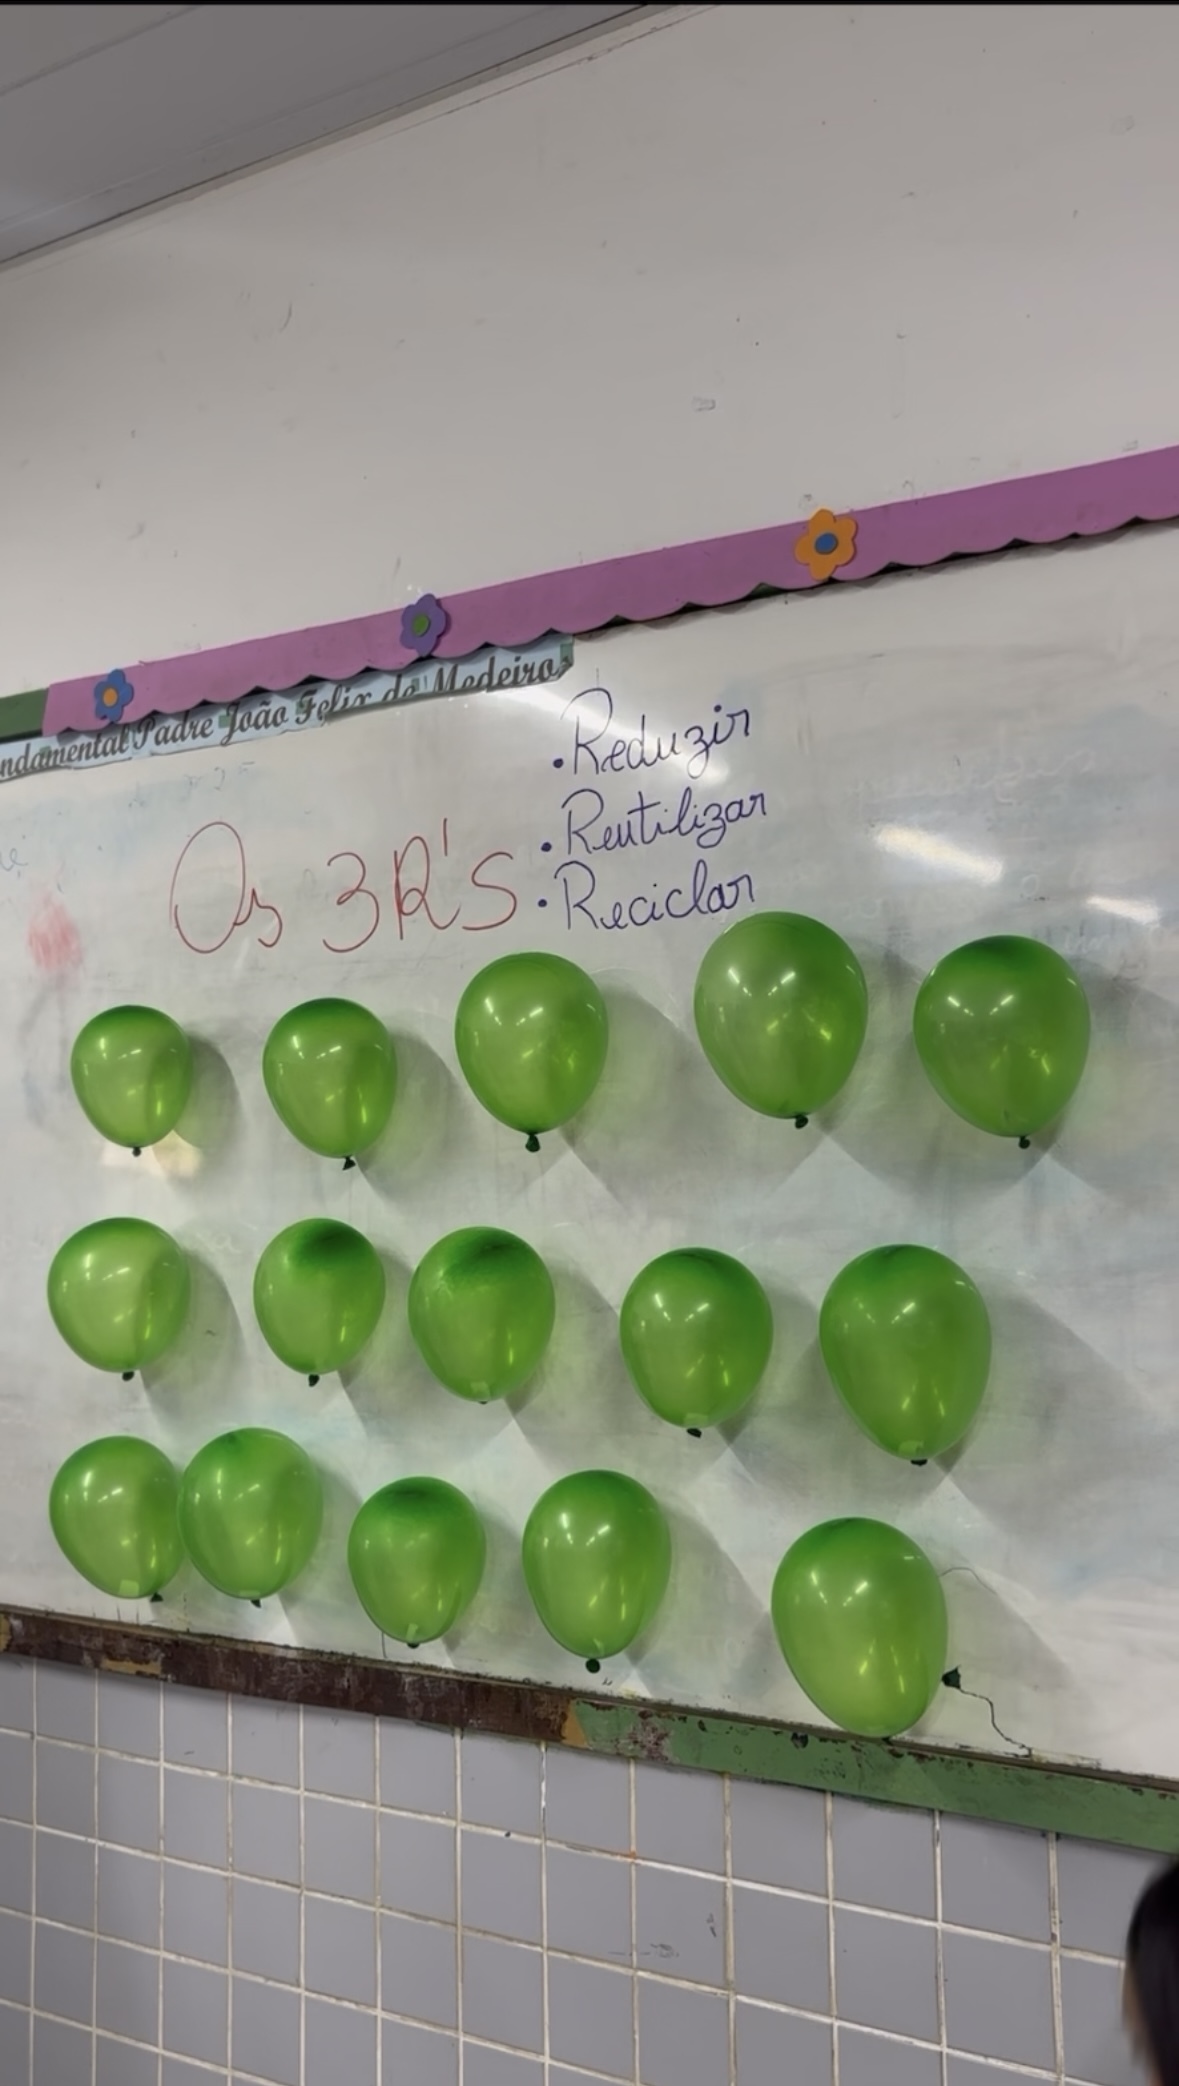 ndamental Padre João Felix de Medeiros
Os 3R's
• Reduzir
• Reutilizar
• Reciclar